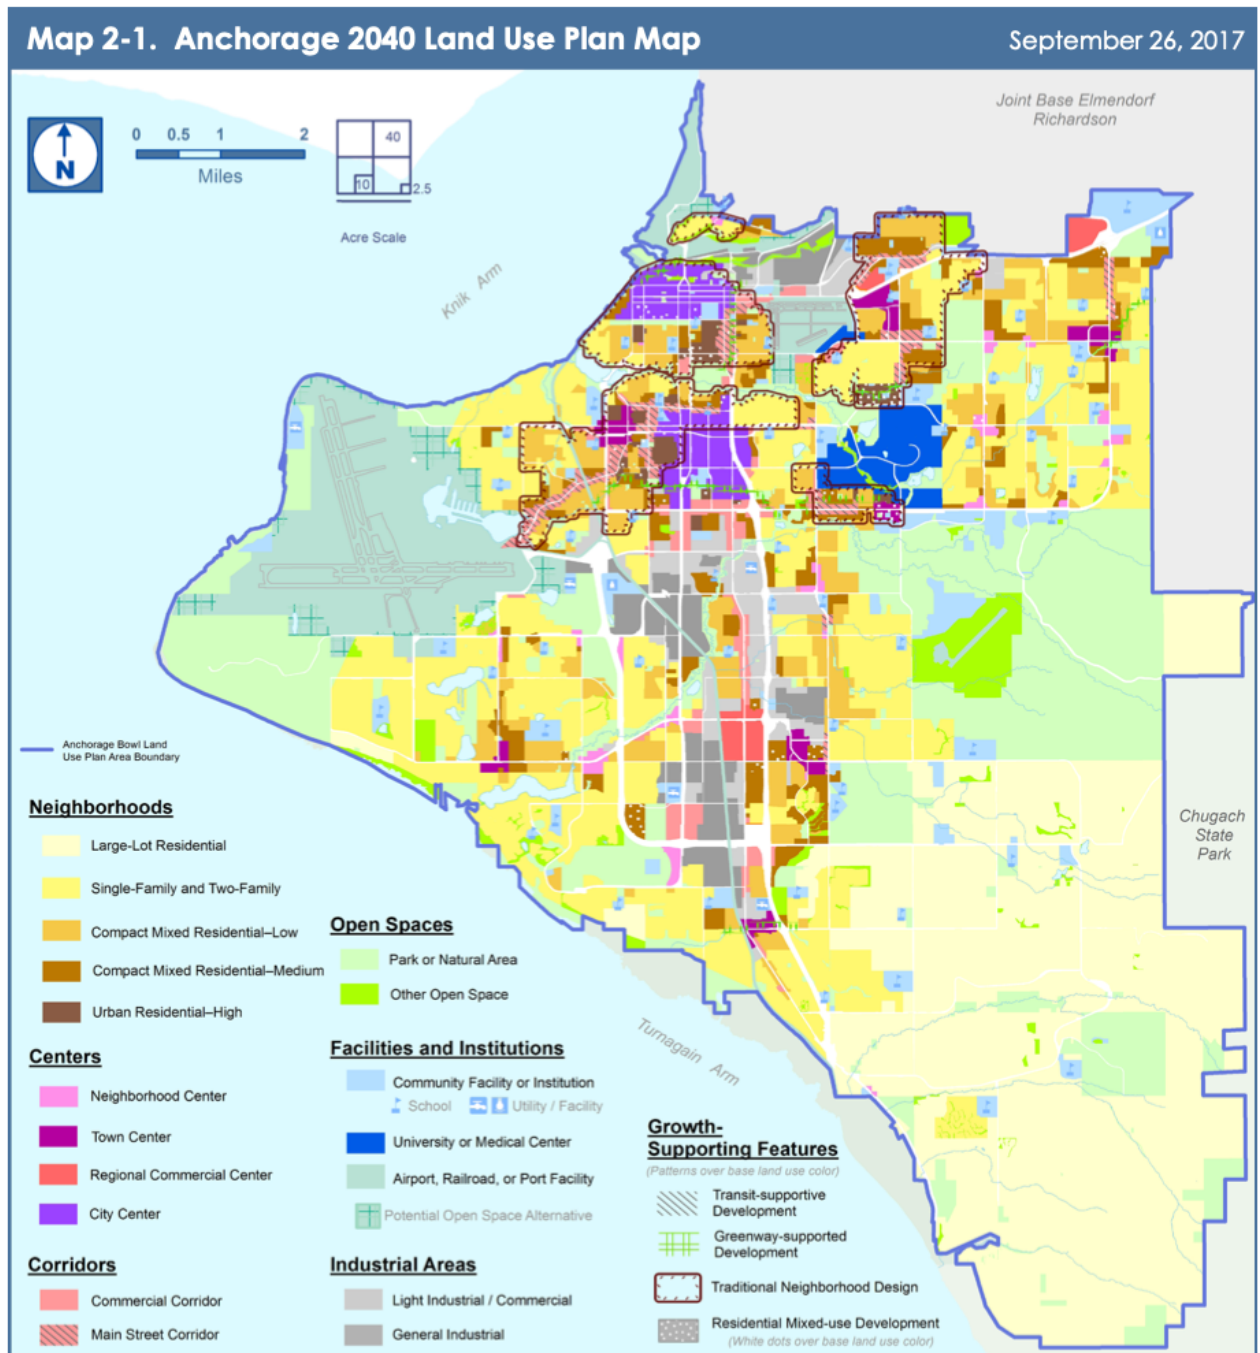 Map 2-1. Anchorage 2040 Land Use Plan Map
September 26, 2017
Joint Base Elmendorf
Richardson
0 0.5 1 2
Miles
N
40
10
2.5
Acre Scale
Knik Arm
Anchorage Bowl Land
Use Plan Area Boundary
Chugach
State
Park
Turnagain Arm
Neighborhoods
Large-Lot Residential
Single-Family and Two-Family
Compact Mixed Residential–Low
Compact Mixed Residential–Medium
Urban Residential–High
Centers
Neighborhood Center
Town Center
Regional Commercial Center
City Center
Corridors
Commercial Corridor
Main Street Corridor
Open Spaces
Park or Natural Area
Other Open Space
Facilities and Institutions
Community Facility or Institution
School
Utility / Facility
University or Medical Center
Airport, Railroad, or Port Facility
Potential Open Space Alternative
Industrial Areas
Light Industrial / Commercial
General Industrial
Growth-
Supporting Features
(Patterns over base land use color)
Transit-supportive
Development
Greenway-supported
Development
Traditional Neighborhood Design
Residential Mixed-use Development
(White dots over base land use color)